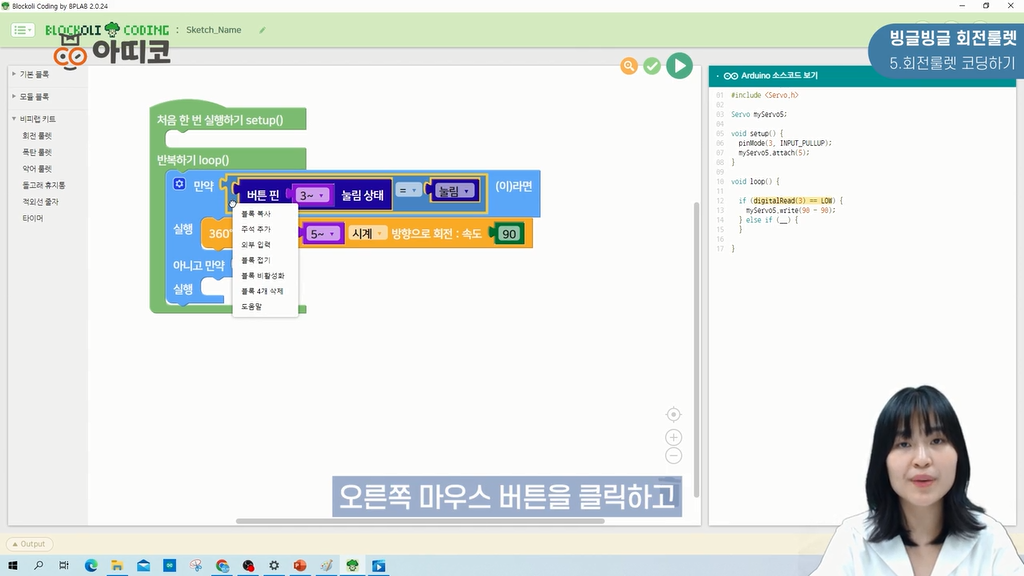 Blockoli Coding by BPLAB 2.0.24
BLOCKOLI CODING : Sketch_Name
아띠코
빙글빙글 회전룰렛
5.회전룰렛 코딩하기
기본 블록
모듈 블록
비피랩 키트
회전 룰렛
폭탄 룰렛
악어 룰렛
돌고래 휴지통
적외선 줄자
타이머
처음 한 번 실행하기 setup()
반복하기 loop()
만약 버튼 핀 3~ 눌림 상태 = 눌림 (이)라면
실행 360° 5~ 시계 방향으로 회전 : 속도 90
아니고 만약
실행
블록 복사
주석 추가
외부 입력
블록 접기
블록 비활성화
블록 4개 삭제
도움말
Arduino 소스코드 보기
01 #include <Servo.h>
02
03 Servo myServo5;
04
05 void setup() {
06 pinMode(3, INPUT_PULLUP);
07 myServo5.attach(5);
08 }
09
10 void loop() {
11
12 if (digitalRead(3) == LOW) {
13 myServo5.write(90 - 90);
14 } else if (__) {
15 }
16
17 }
오른쪽 마우스 버튼을 클릭하고
Output